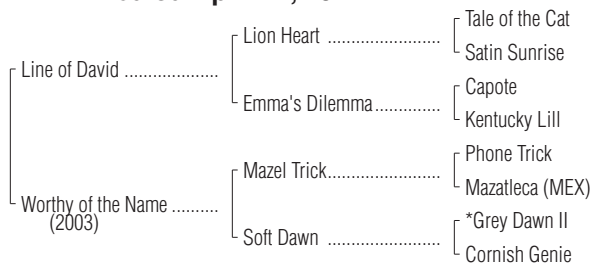 Tale of the Cat
Lion Heart .......................
Satin Sunrise
Line of David ...................
Capote
Emma's Dilemma................
Kentucky Lill
Phone Trick
Mazel Trick.......................
Mazatleca (MEX)
Worthy of the Name ..........
(2003)
*Grey Dawn II
Soft Dawn .......................
Cornish Genie